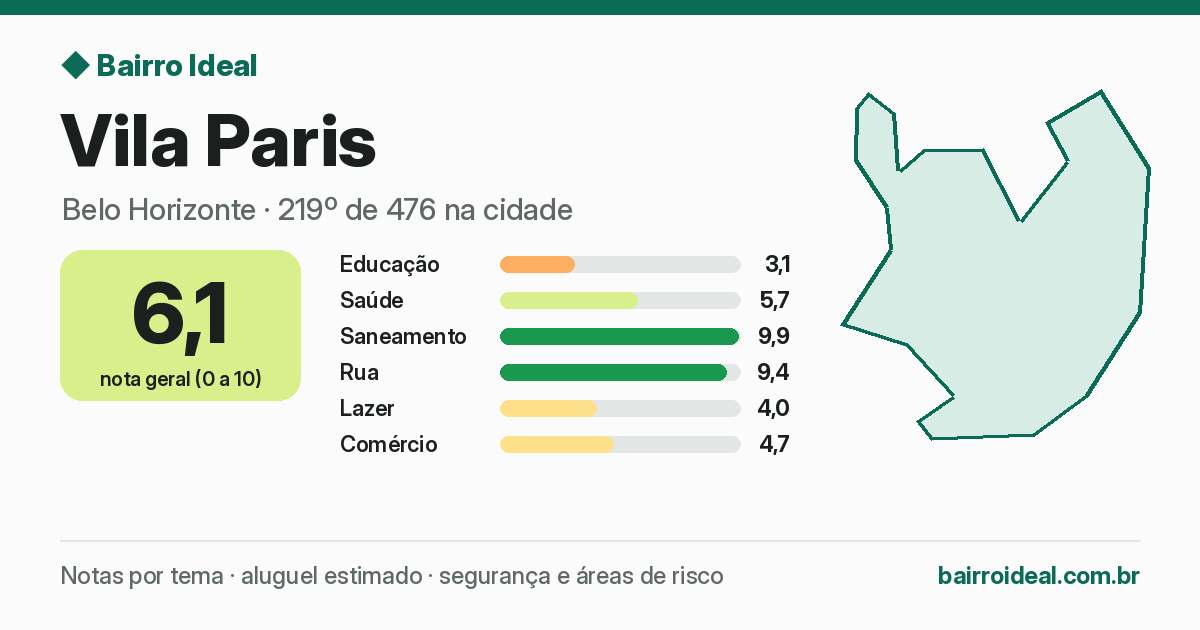 Bairro Ideal
Vila Paris
Belo Horizonte · 219º de 476 na cidade
6,1
nota geral (0 a 10)
Educação 3,1
Saúde 5,7
Saneamento 9,9
Rua 9,4
Lazer 4,0
Comércio 4,7
Notas por tema · aluguel estimado · segurança e áreas de risco
bairroideal.com.br